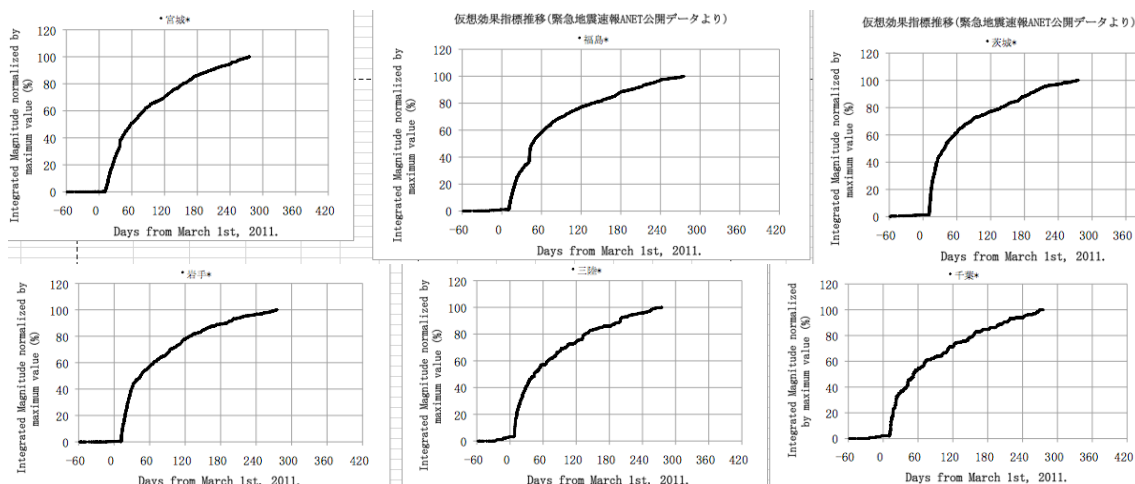 ・宮城*
Integrated Magnitude normalized by
maximum value (%)
120
100
80
60
40
20
0
-60 0 60 120 180 240 300 360 420
Days from March 1st, 2011.
仮想効果指標推移(緊急地震速報ANET公開データより)
・福島*
Integrated Magnitude normalized by
maximum value (%)
120
100
80
60
40
20
0
-60 0 60 120 180 240 300 360 420
Days from March 1st, 2011.
仮想効果指標推移(緊急地震速報ANET公開データより)
・茨城*
Integrated Magnitude normalized by
maximum value (%)
120
100
80
60
40
20
0
-60 0 60 120 180 240 300 360 420
Days from March 1st, 2011.
・岩手*
Integrated Magnitude normalized by
maximum value (%)
120
100
80
60
40
20
0
-60 0 60 120 180 240 300 360 420
Days from March 1st, 2011.
・三陸*
Integrated Magnitude normalized by
maximum value (%)
120
100
80
60
40
20
0
-60 0 60 120 180 240 300 360 420
Days from March 1st, 2011.
・千葉*
Integrated Magnitude normalized
by maximum value (%)
120
100
80
60
40
20
0
-60 0 60 120 180 240 300 360 420
Days from March 1st, 2011.